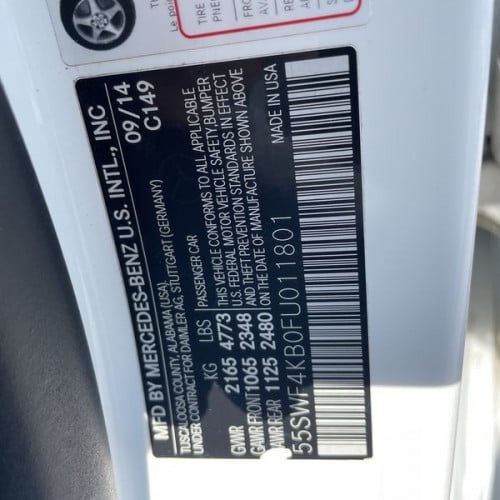 MFD BY MERCEDES-BENZ U.S. INTL., INC
TUSCALOOSA COUNTY, ALABAMA (USA) 09/14
UNDER CONTRACT FOR DAIMLER AG, STUTTGART (GERMANY) C149
KG LBS PASSENGER CAR
GVWR 2165 4773 THIS VEHICLE CONFORMS TO ALL APPLICABLE
GAWR FRONT 1065 2348 U.S. FEDERAL MOTOR VEHICLE SAFETY, BUMPER
GAWR REAR 1125 2480 AND THEFT PREVENTION STANDARDS IN EFFECT
ON THE DATE OF MANUFACTURE SHOWN ABOVE
55SWF4KB0FU011801 MADE IN USA
TIRE